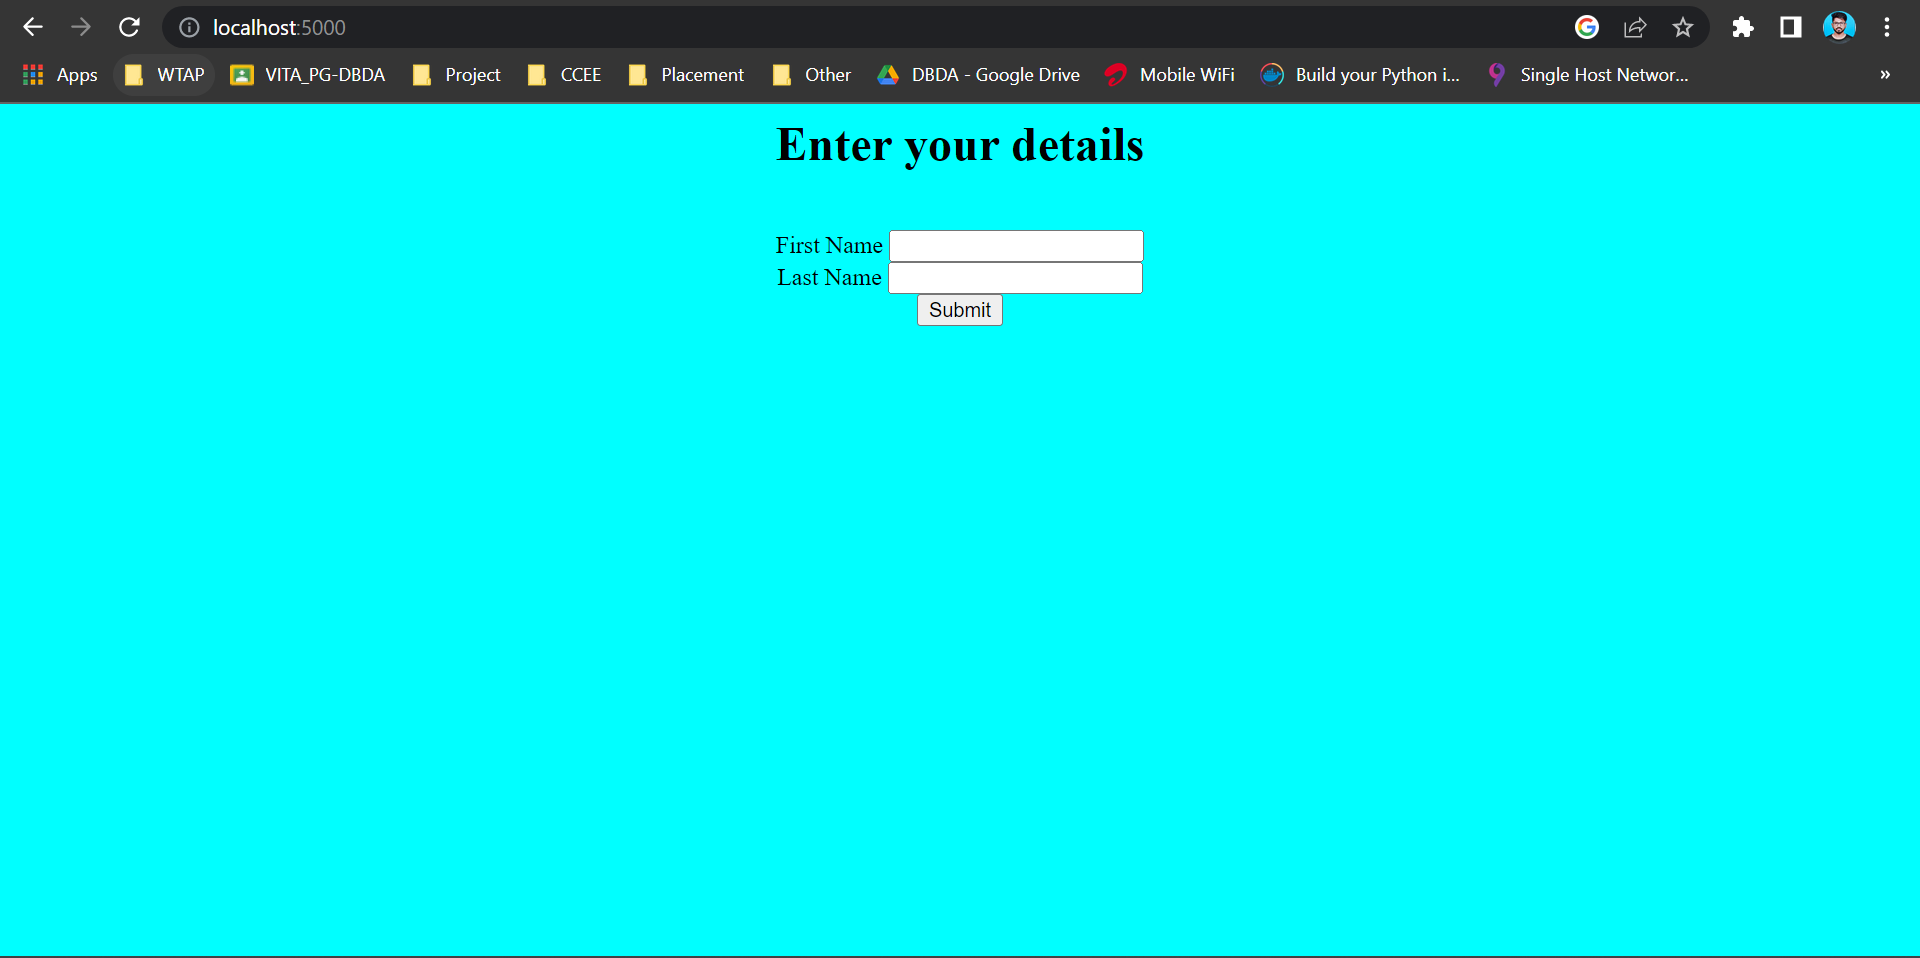 localhost:5000
Apps WTAP VITA_PG-DBDA Project CCEE Placement Other DBDA - Google Drive Mobile WiFi Build your Python i... Single Host Networ... »
Enter your details
First Name
Last Name
Submit